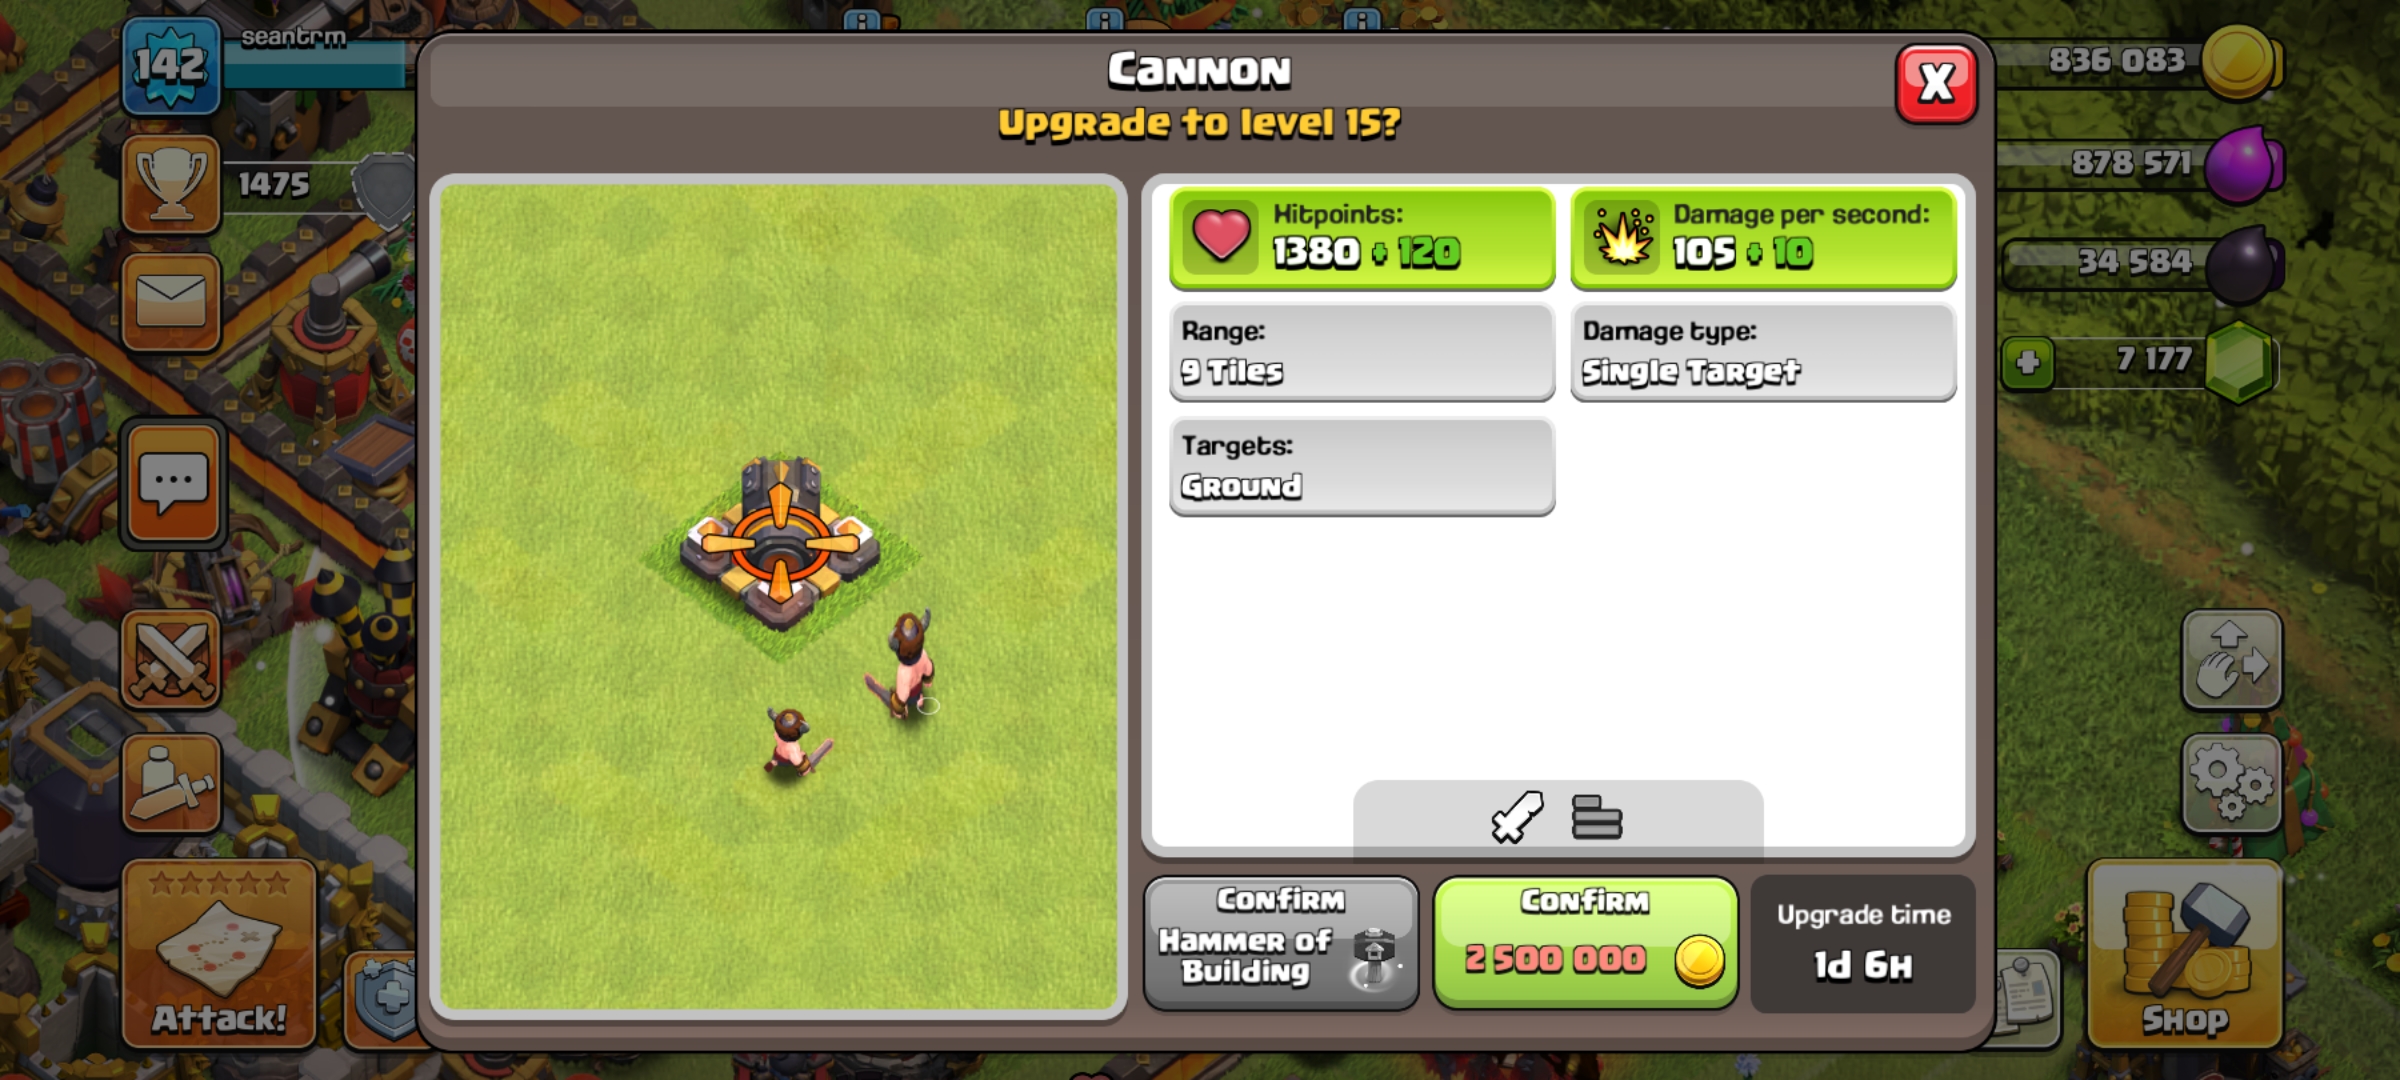 142
seantrm
1475
Attack!
Cannon
Upgrade to level 15?
X
Hitpoints:
1380 + 120
Damage per second:
105 + 10
Range:
9 Tiles
Damage type:
Single Target
Targets:
Ground
Confirm
Hammer of
Building
Confirm
2 500 000
Upgrade time
1d 6H
836 083
878 571
34 584
7 177
Shop